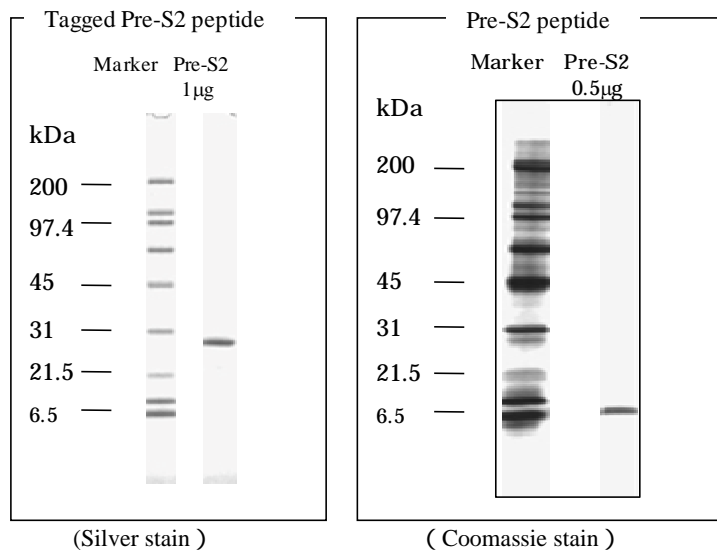 Tagged Pre-S2 peptide
Marker Pre-S2
1μg
kDa
200
97.4
45
31
21.5
6.5
(Silver stain )
Pre-S2 peptide
Marker Pre-S2
0.5μg
kDa
200
97.4
45
31
21.5
6.5
( Coomassie stain )